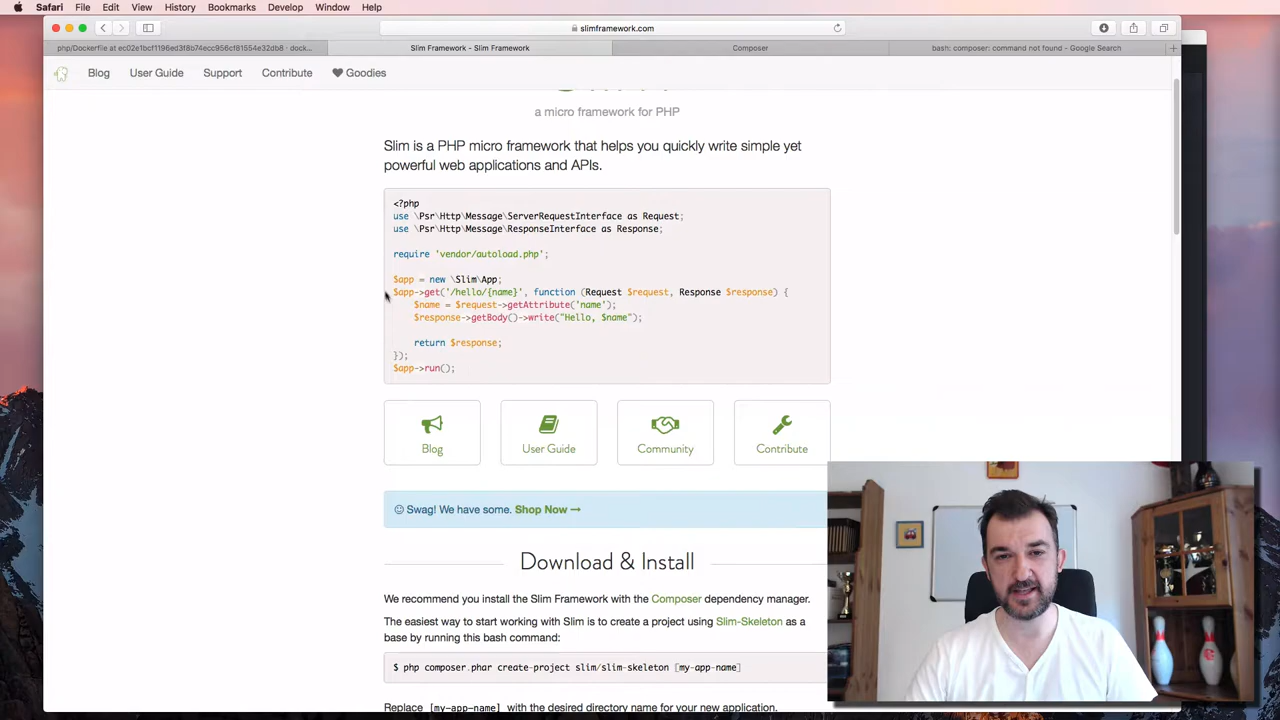 Safari File Edit View History Bookmarks Develop Window Help
slimframework.com
php/Dockerfile at ec02e1bcf1196ed3f8b74ecc956cf81554e32db8 · dock...
Slim Framework - Slim Framework
Composer
bash: composer: command not found - Google Search
Blog User Guide Support Contribute Goodies
a micro framework for PHP
Slim is a PHP micro framework that helps you quickly write simple yet
powerful web applications and APIs.
<?php
use \Psr\Http\Message\ServerRequestInterface as Request;
use \Psr\Http\Message\ResponseInterface as Response;
require 'vendor/autoload.php';
$app = new \Slim\App;
$app->get('/hello/{name}', function (Request $request, Response $response) {
$name = $request->getAttribute('name');
$response->getBody()->write("Hello, $name");
return $response;
});
$app->run();
Blog
User Guide
Community
Contribute
Swag! We have some. Shop Now →
Download & Install
We recommend you install the Slim Framework with the Composer dependency manager.
The easiest way to start working with Slim is to create a project using Slim-Skeleton as a
base by running this bash command:
$ php composer.phar create-project slim/slim-skeleton [my-app-name]
Replace [my-app-name] with the desired directory name for your new application.